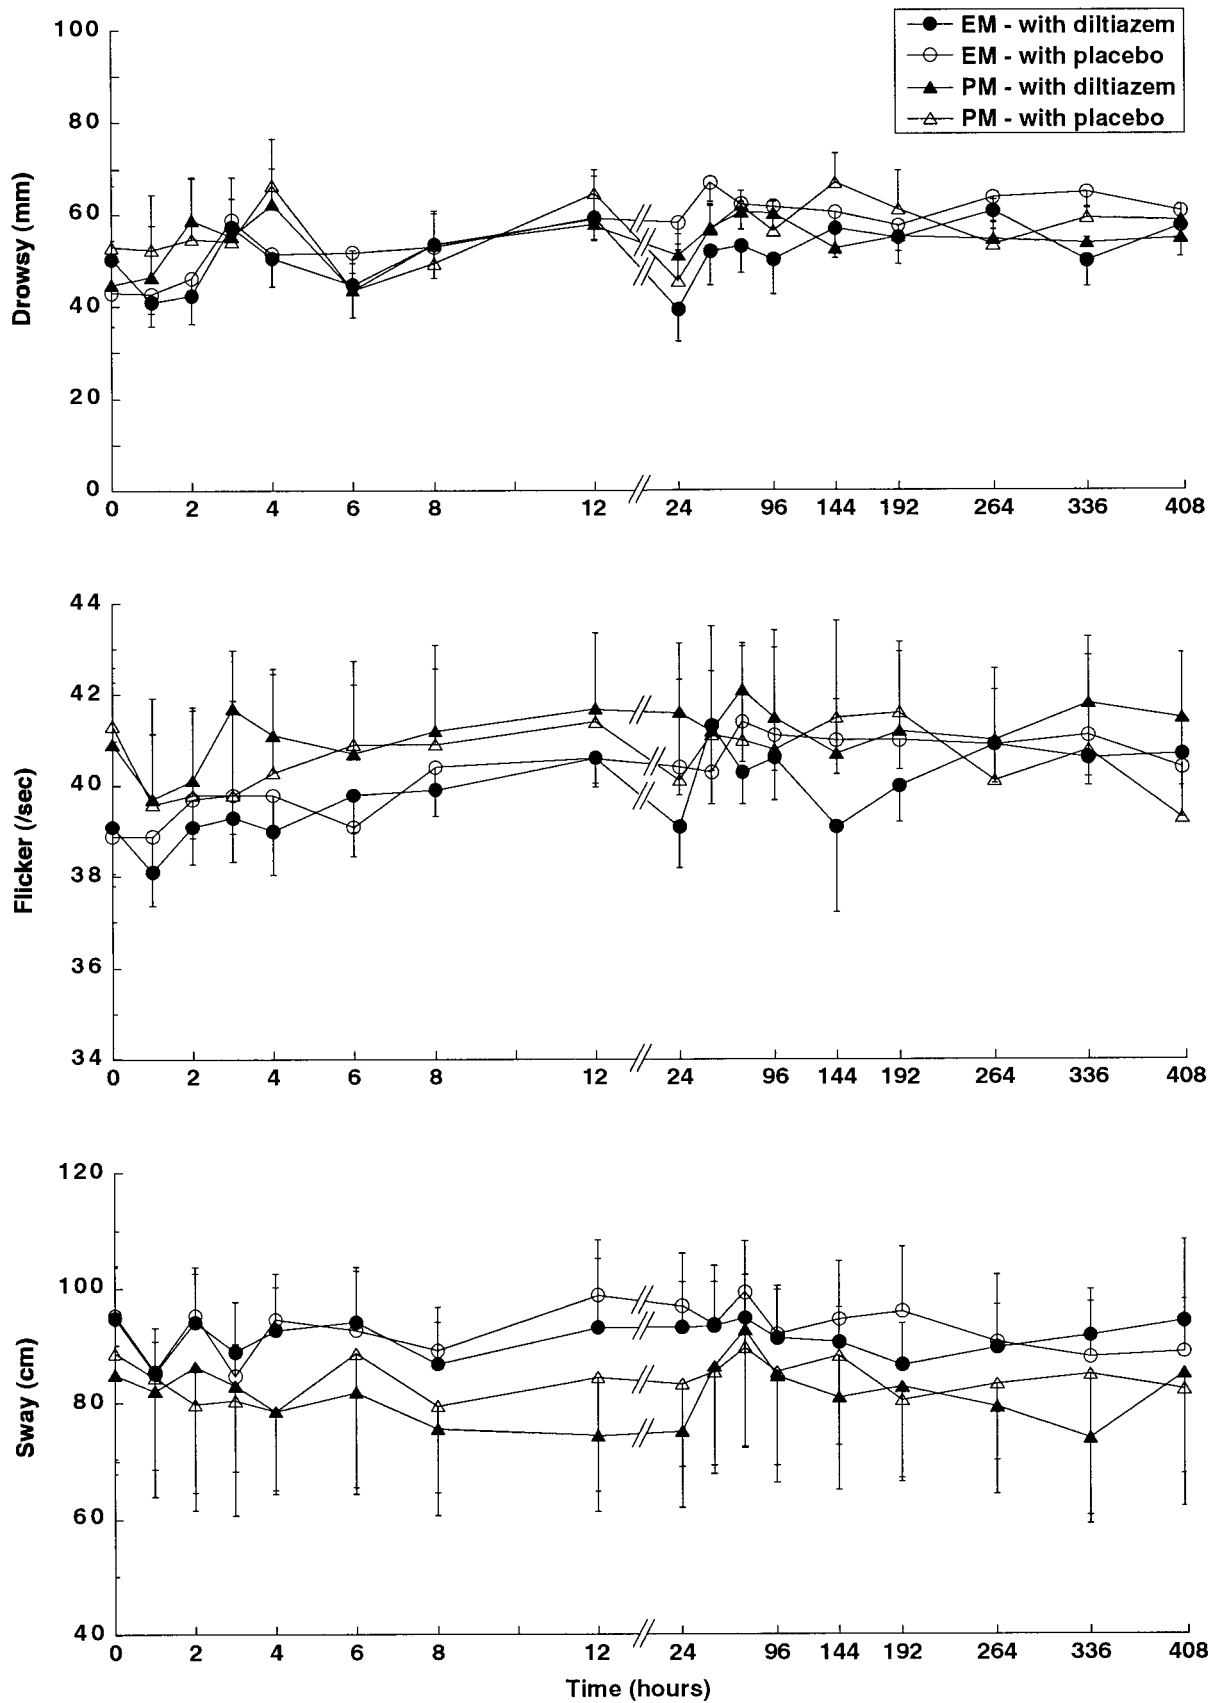 EM - with diltiazem
EM - with placebo
PM - with diltiazem
PM - with placebo
100
80
60
40
20
0
Drowsy (mm)
0 2 4 6 8 12 24 96 144 192 264 336 408
44
42
40
38
36
34
Flicker (/sec)
0 2 4 6 8 12 24 96 144 192 264 336 408
120
100
80
60
40
Sway (cm)
0 2 4 6 8 12 24 96 144 192 264 336 408
Time (hours)